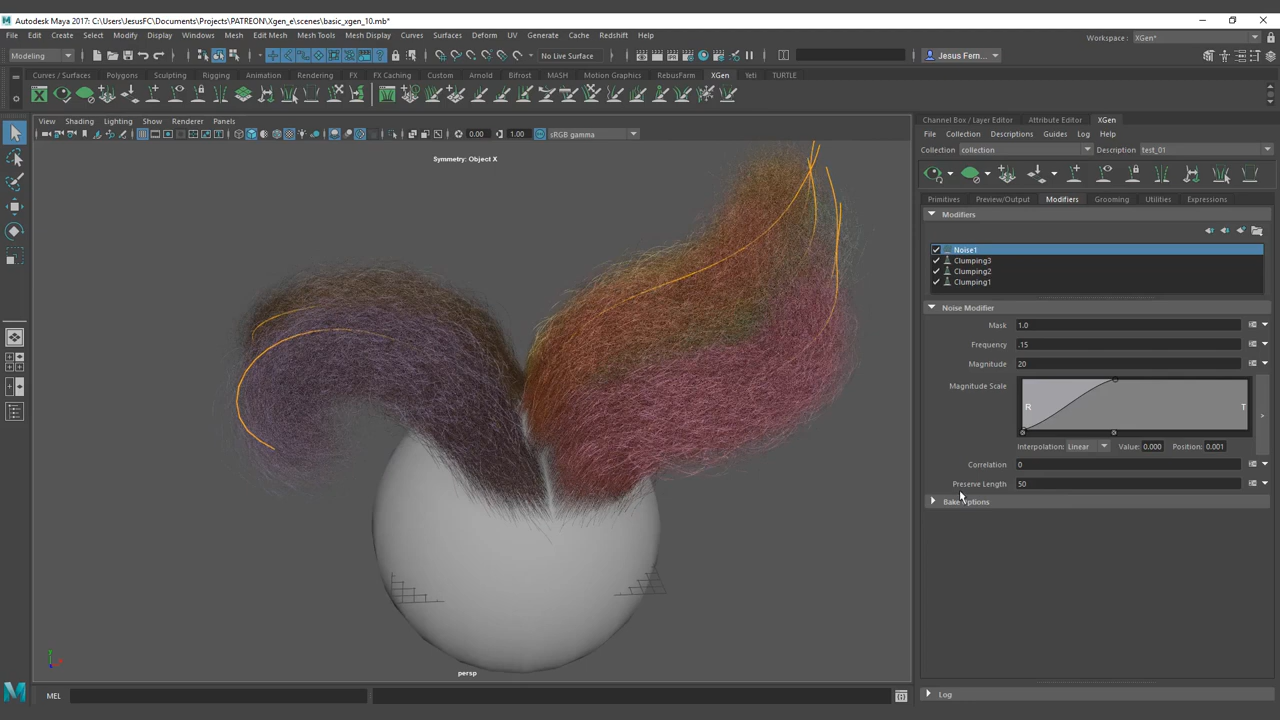 Autodesk Maya 2017: C:\Users\JesusFC\Documents\Projects\PATREON\Xgen_e\scenes\basic_xgen_10.mb*
File Edit Create Select Modify Display Windows Mesh Edit Mesh Mesh Tools Mesh Display Curves Surfaces Deform UV Generate Cache Redshift Help
Workspace : XGen*
Modeling No Live Surface Jesus Fern...
Curves / Surfaces Polygons Sculpting Rigging Animation Rendering FX FX Caching Custom Arnold Bifrost MASH Motion Graphics RebusFarm XGen Yeti TURTLE
View Shading Lighting Show Renderer Panels
0.00 1.00 sRGB gamma
Symmetry: Object X
persp
Channel Box / Layer Editor Attribute Editor XGen
File Collection Descriptions Guides Log Help
Collection collection Description test_01
Primitives Preview/Output Modifiers Grooming Utilities Expressions
Modifiers
Noise1
Clumping3
Clumping2
Clumping1
Noise Modifier
Mask 1.0
Frequency .15
Magnitude 20
Magnitude Scale R T
Interpolation: Linear Value: 0.000 Position: 0.001
Correlation 0
Preserve Length 50
Bake Options
Log
MEL